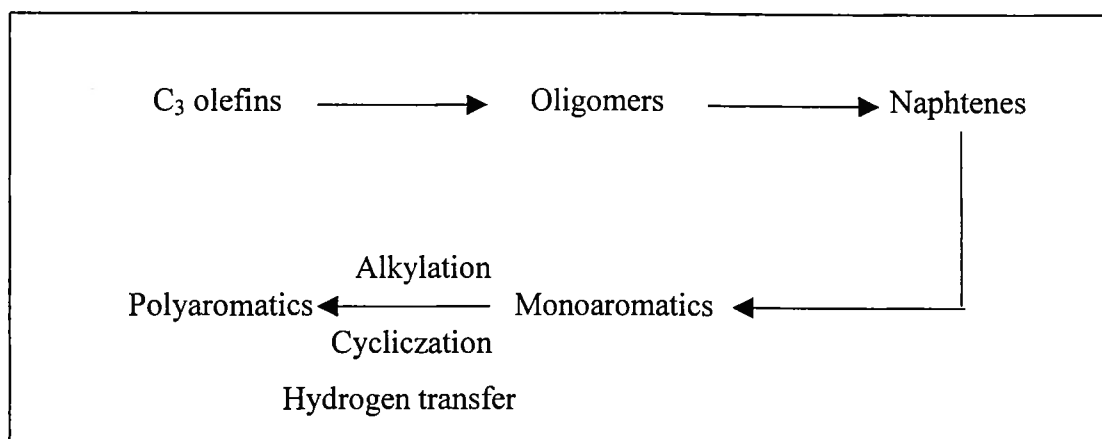 C₃ olefins Oligomers Naphtenes
Alkylation
Polyaromatics Monoaromatics
Cycliczation
Hydrogen transfer